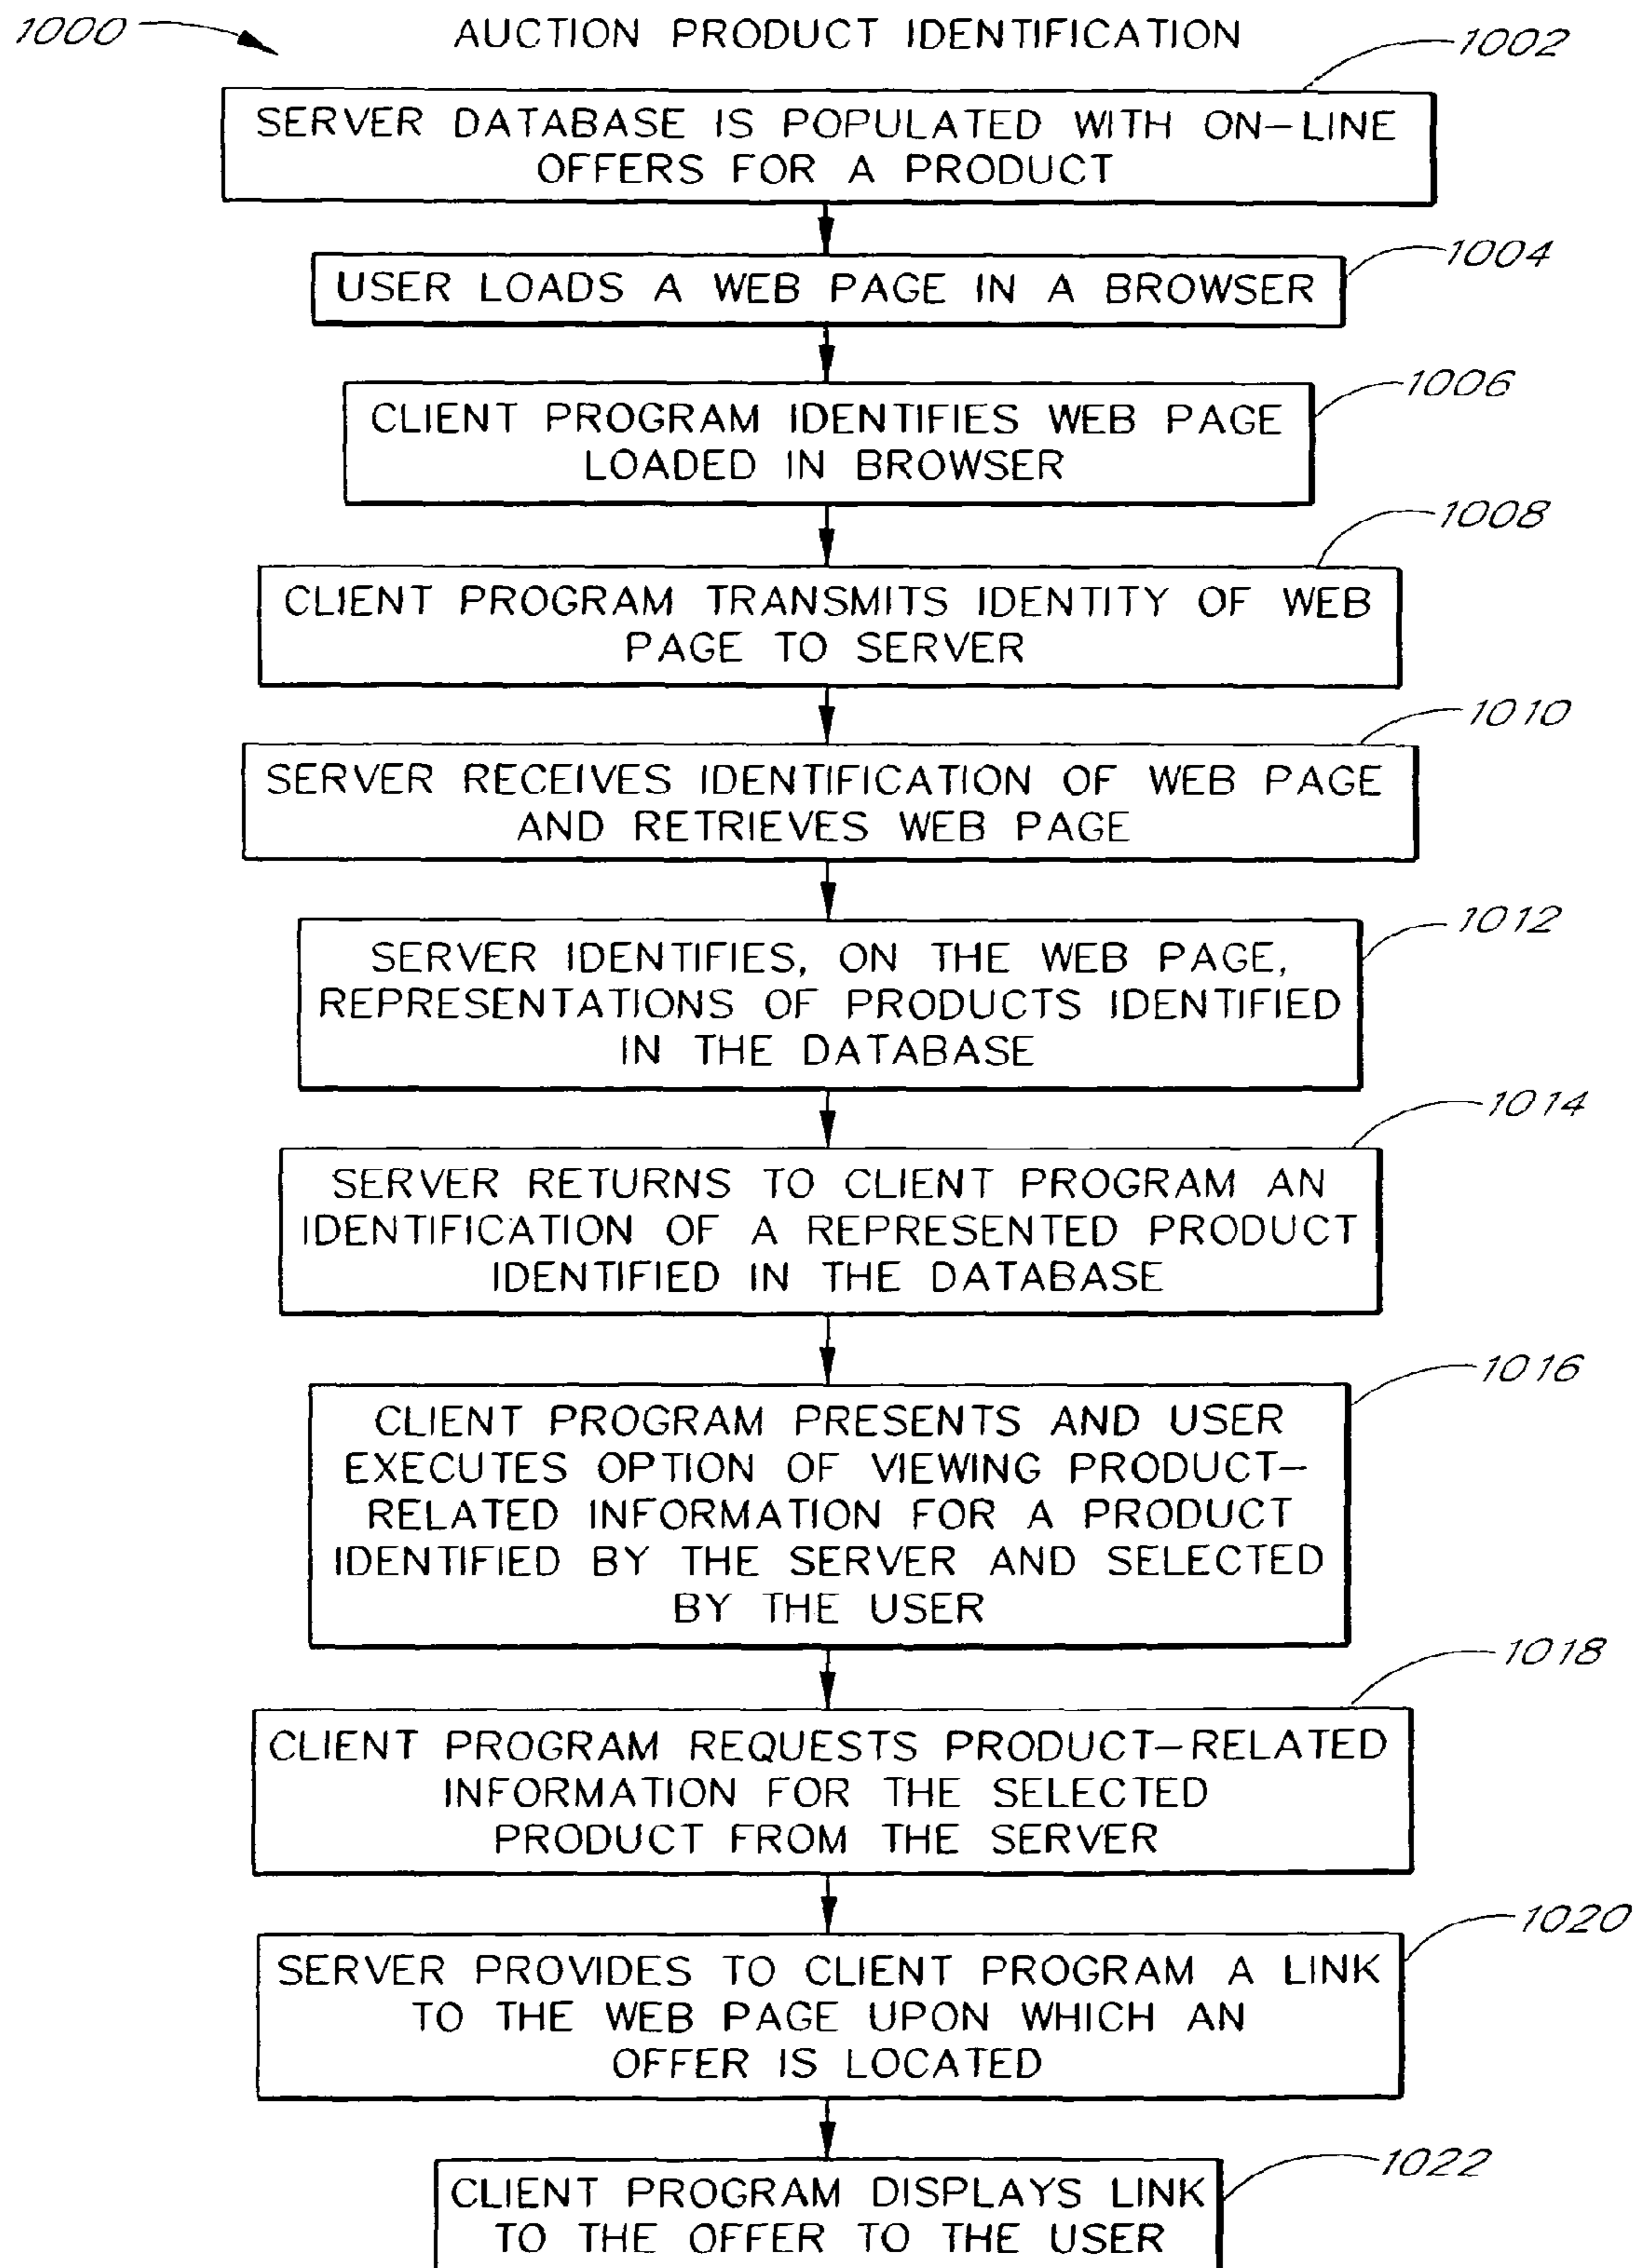 1000
AUCTION PRODUCT IDENTIFICATION
1002
SERVER DATABASE IS POPULATED WITH ON-LINE
OFFERS FOR A PRODUCT
1004
USER LOADS A WEB PAGE IN A BROWSER
1006
CLIENT PROGRAM IDENTIFIES WEB PAGE
LOADED IN BROWSER
1008
CLIENT PROGRAM TRANSMITS IDENTITY OF WEB
PAGE TO SERVER
1010
SERVER RECEIVES IDENTIFICATION OF WEB PAGE
AND RETRIEVES WEB PAGE
1012
SERVER IDENTIFIES, ON THE WEB PAGE,
REPRESENTATIONS OF PRODUCTS IDENTIFIED
IN THE DATABASE
1014
SERVER RETURNS TO CLIENT PROGRAM AN
IDENTIFICATION OF A REPRESENTED PRODUCT
IDENTIFIED IN THE DATABASE
1016
CLIENT PROGRAM PRESENTS AND USER
EXECUTES OPTION OF VIEWING PRODUCT-
RELATED INFORMATION FOR A PRODUCT
IDENTIFIED BY THE SERVER AND SELECTED
BY THE USER
1018
CLIENT PROGRAM REQUESTS PRODUCT-RELATED
INFORMATION FOR THE SELECTED
PRODUCT FROM THE SERVER
1020
SERVER PROVIDES TO CLIENT PROGRAM A LINK
TO THE WEB PAGE UPON WHICH AN
OFFER IS LOCATED
1022
CLIENT PROGRAM DISPLAYS LINK
TO THE OFFER TO THE USER